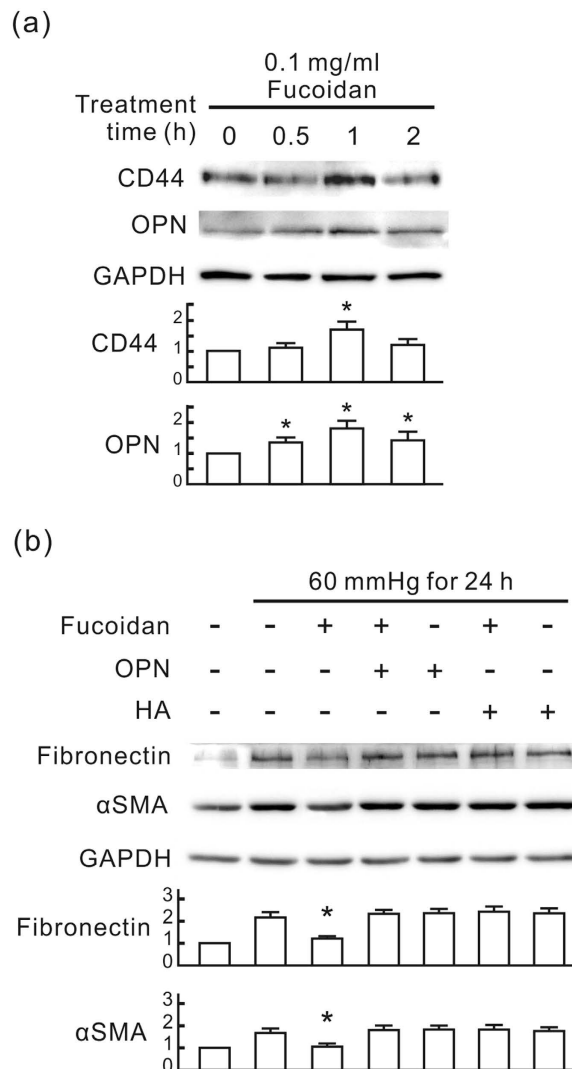 (a)
0.1 mg/ml
Fucoidan
Treatment
time (h) 0 0.5 1 2
CD44
OPN
GAPDH
2
*
CD44 1
0
2
* * *
OPN 1
0
(b)
60 mmHg for 24 h
Fucoidan - - + + - + -
OPN - - - + + - -
HA - - - - - + +
Fibronectin
αSMA
GAPDH
3
2 *
Fibronectin 1
0
3
2 *
αSMA 1
0